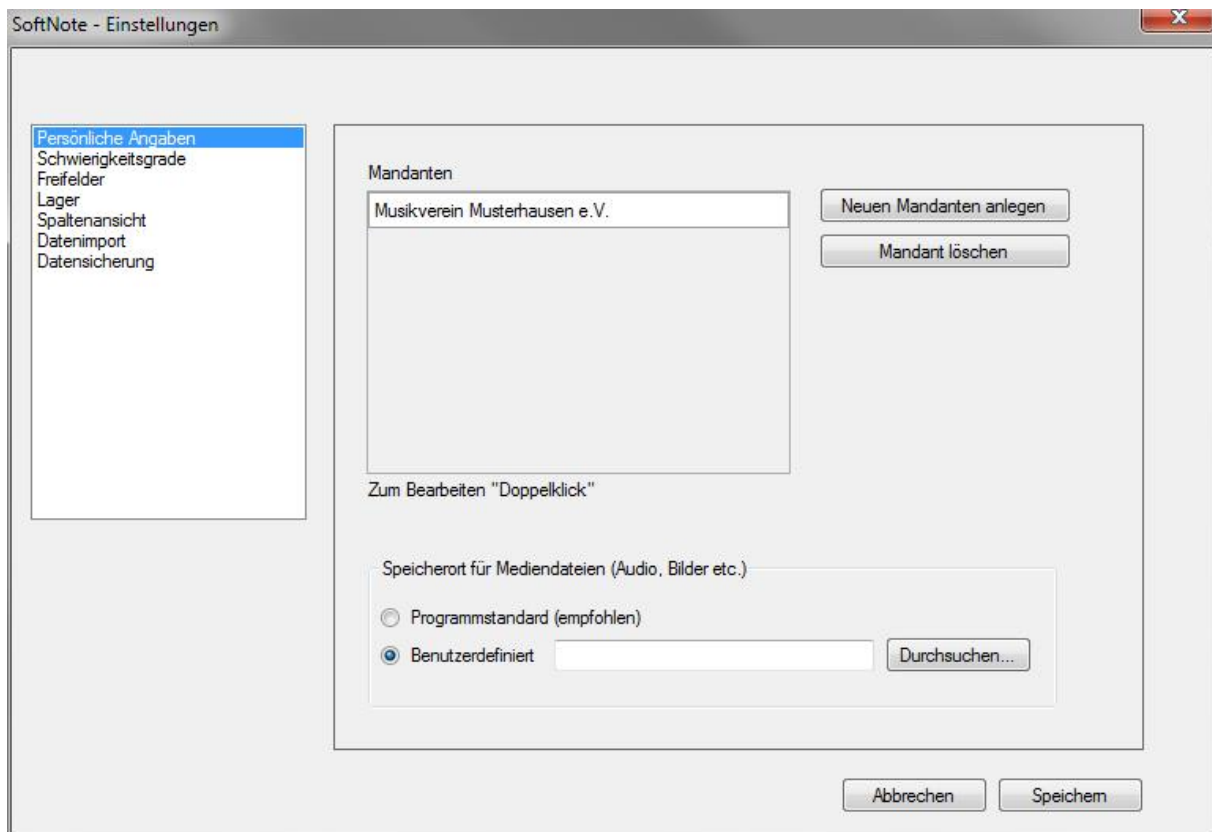 SoftNote - Einstellungen
Persönliche Angaben
Schwierigkeitsgrade
Freifelder
Lager
Spaltenansicht
Datenimport
Datensicherung
Mandanten
Musikverein Musterhausen e.V.
Neuen Mandanten anlegen
Mandant löschen
Zum Bearbeiten "Doppelklick"
Speicherort für Mediendateien (Audio, Bilder etc.)
Programmstandard (empfohlen)
Benutzerdefiniert
Durchsuchen...
Abbrechen
Speichern